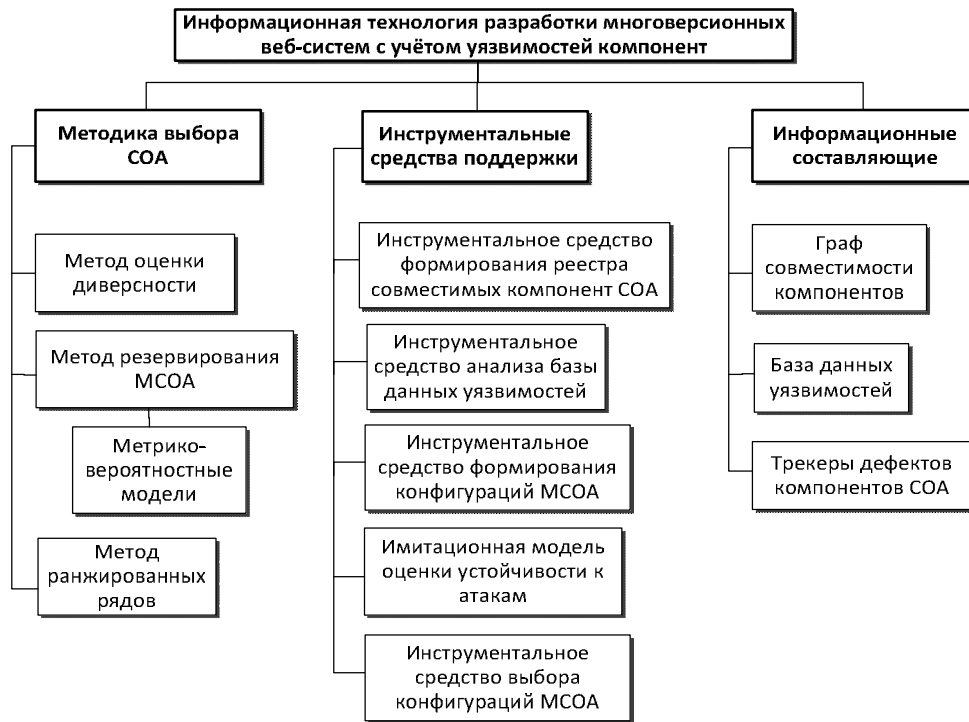 Информационная технология разработки многоверсионных
веб-систем с учётом уязвимостей компонент
Методика выбора
СОА
Метод оценки
диверсности
Метод резервирования
МСОА
Метрико-
вероятностные
модели
Метод
ранжированных
рядов
Инструментальные
средства поддержки
Инструментальное средство
формирования реестра
совместимых компонент СОА
Инструментальное
средство анализа базы
данных уязвимостей
Инструментальное
средство формирования
конфигураций МСОА
Имитационная модель
оценки устойчивости к
атакам
Инструментальное
средство выбора
конфигураций МСОА
Информационные
составляющие
Граф
совместимости
компонентов
База данных
уязвимостей
Трекеры дефектов
компонентов СОА